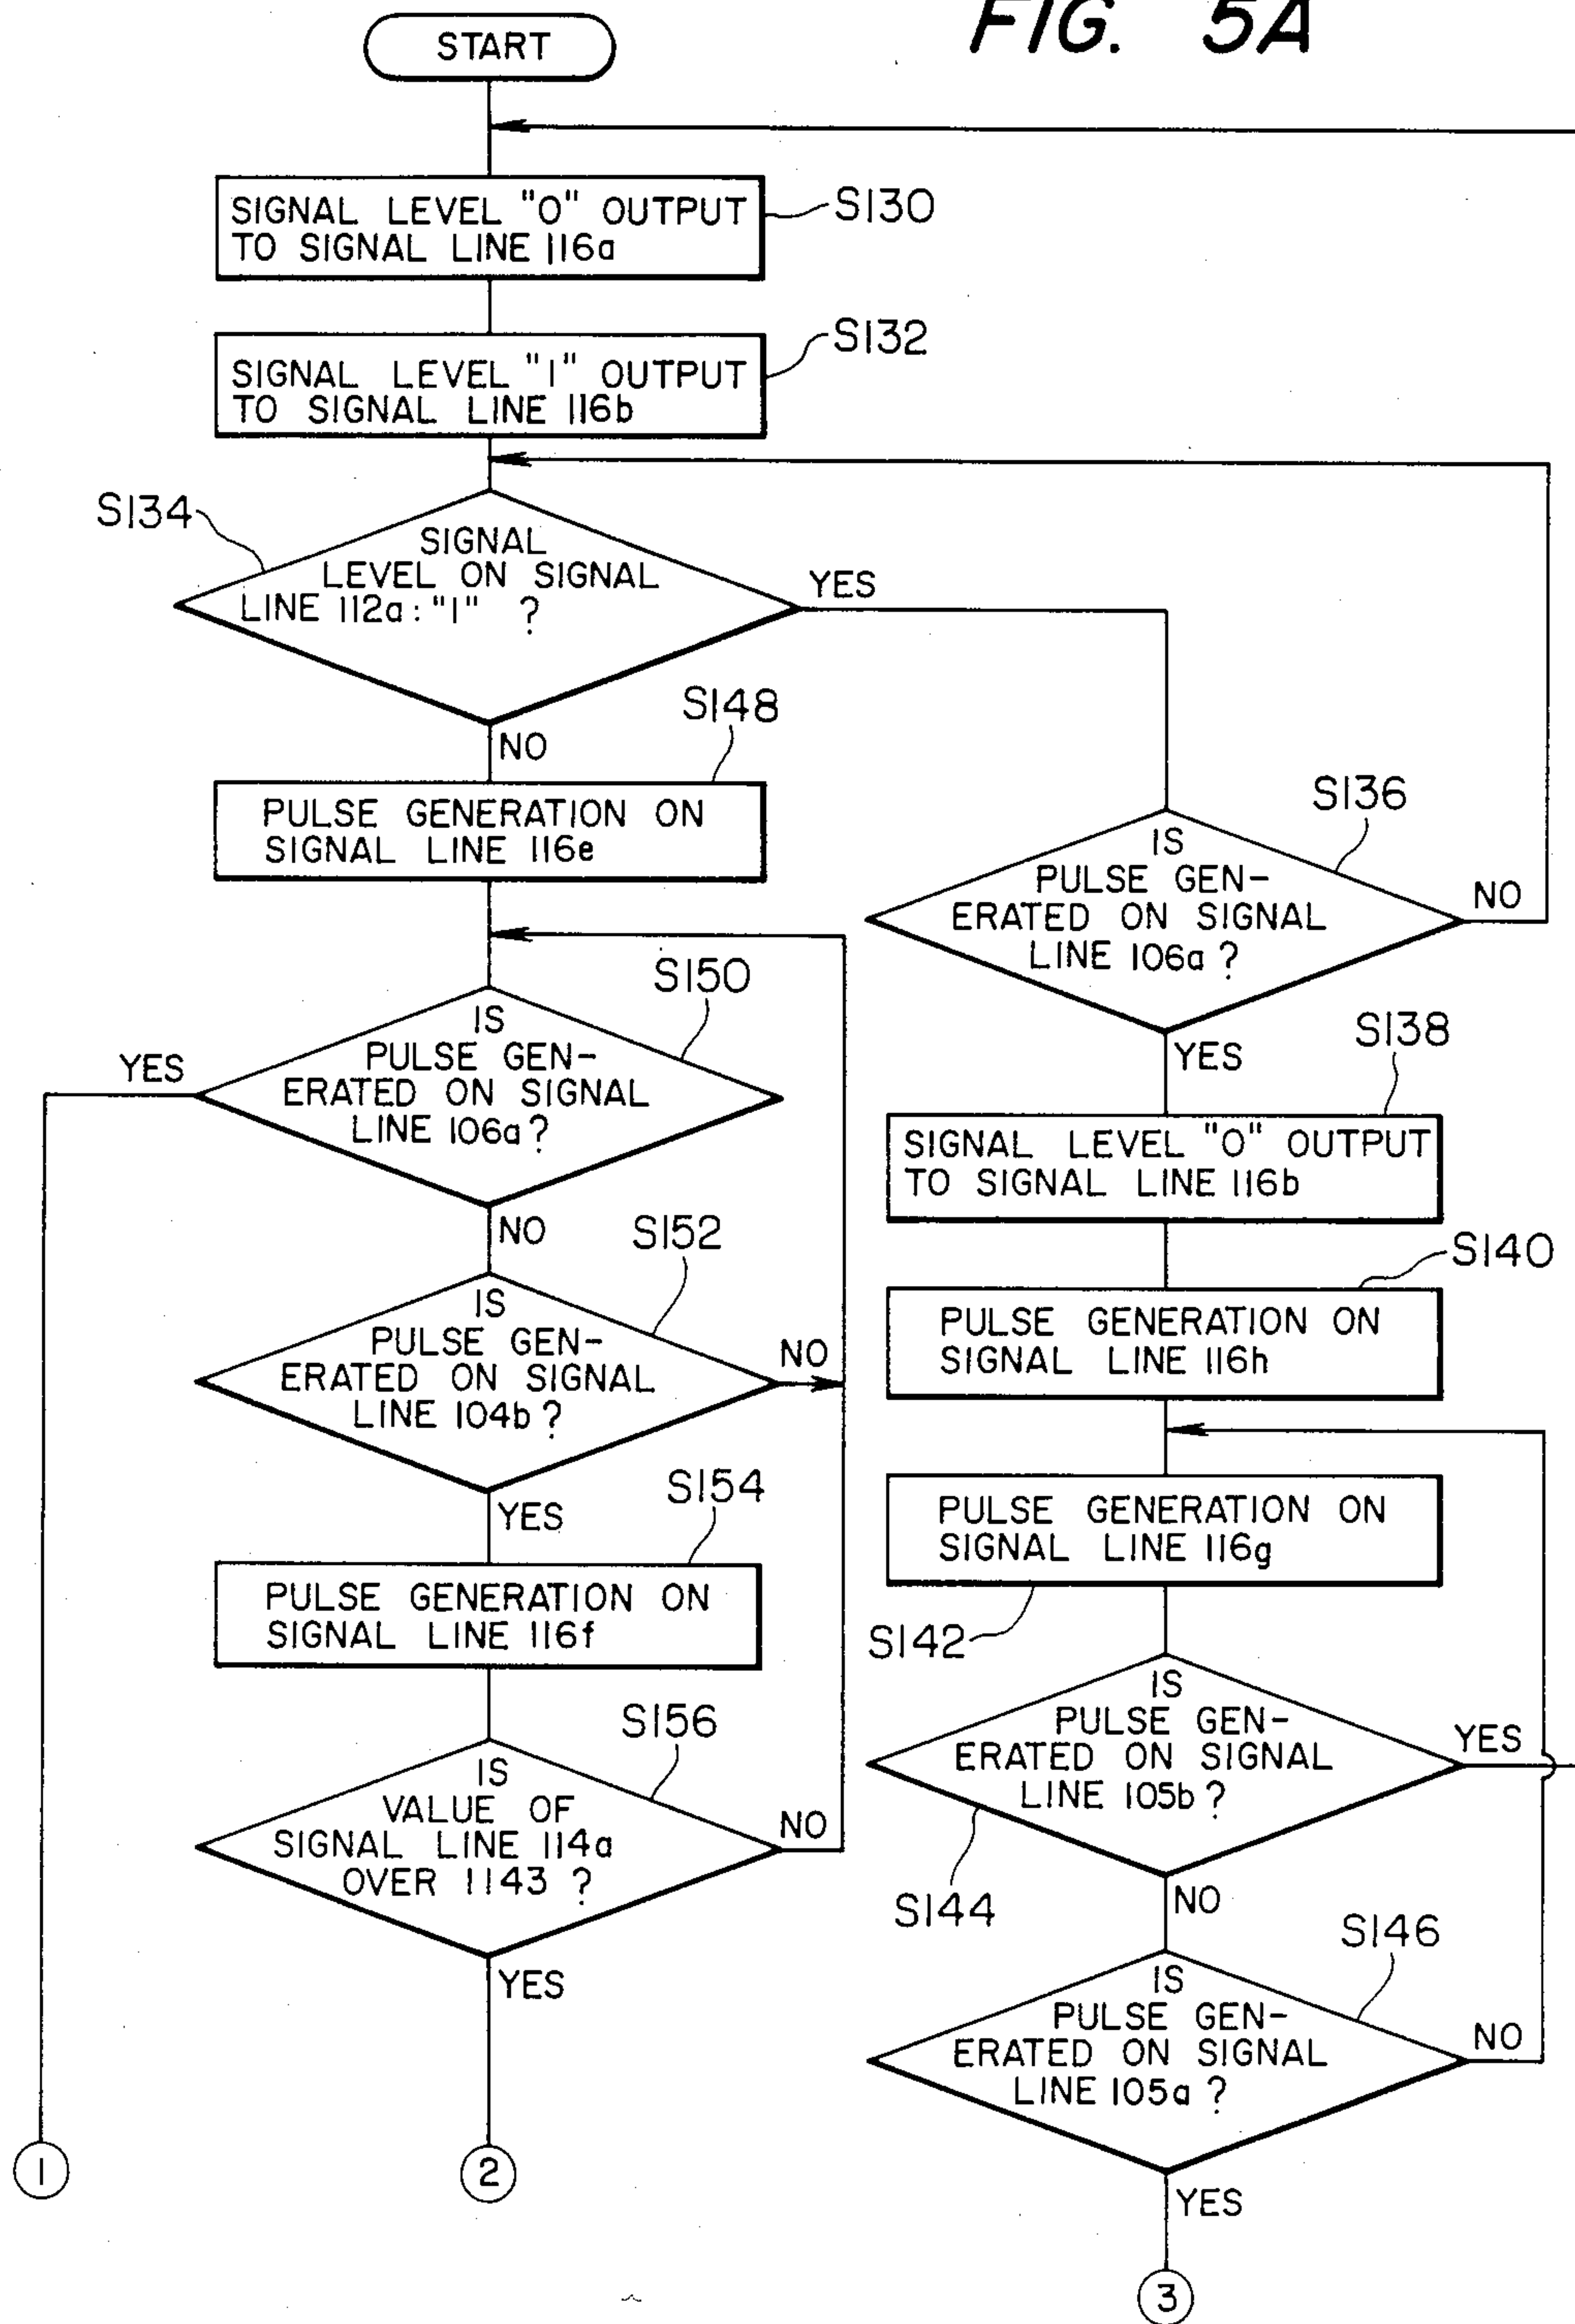 FIG. 5A
START
SIGNAL LEVEL "0" OUTPUT
TO SIGNAL LINE 116a
S130
SIGNAL LEVEL "1" OUTPUT
TO SIGNAL LINE 116b
S132
S134
SIGNAL
LEVEL ON SIGNAL
LINE 112a: "1" ?
YES
NO
S148
PULSE GENERATION ON
SIGNAL LINE 116e
S150
IS
PULSE GEN-
ERATED ON SIGNAL
LINE 106a ?
YES
NO
S152
IS
PULSE GEN-
ERATED ON SIGNAL
LINE 104b ?
NO
YES
S154
PULSE GENERATION ON
SIGNAL LINE 116f
S156
IS
VALUE OF
SIGNAL LINE 114a
OVER 1143 ?
NO
YES
1
2
S136
IS
PULSE GEN-
ERATED ON SIGNAL
LINE 106a ?
NO
YES
S138
SIGNAL LEVEL "0" OUTPUT
TO SIGNAL LINE 116b
S140
PULSE GENERATION ON
SIGNAL LINE 116h
PULSE GENERATION ON
SIGNAL LINE 116g
S142
IS
PULSE GEN-
ERATED ON SIGNAL
LINE 105b ?
YES
S144
NO
S146
IS
PULSE GEN-
ERATED ON SIGNAL
LINE 105a ?
NO
YES
3